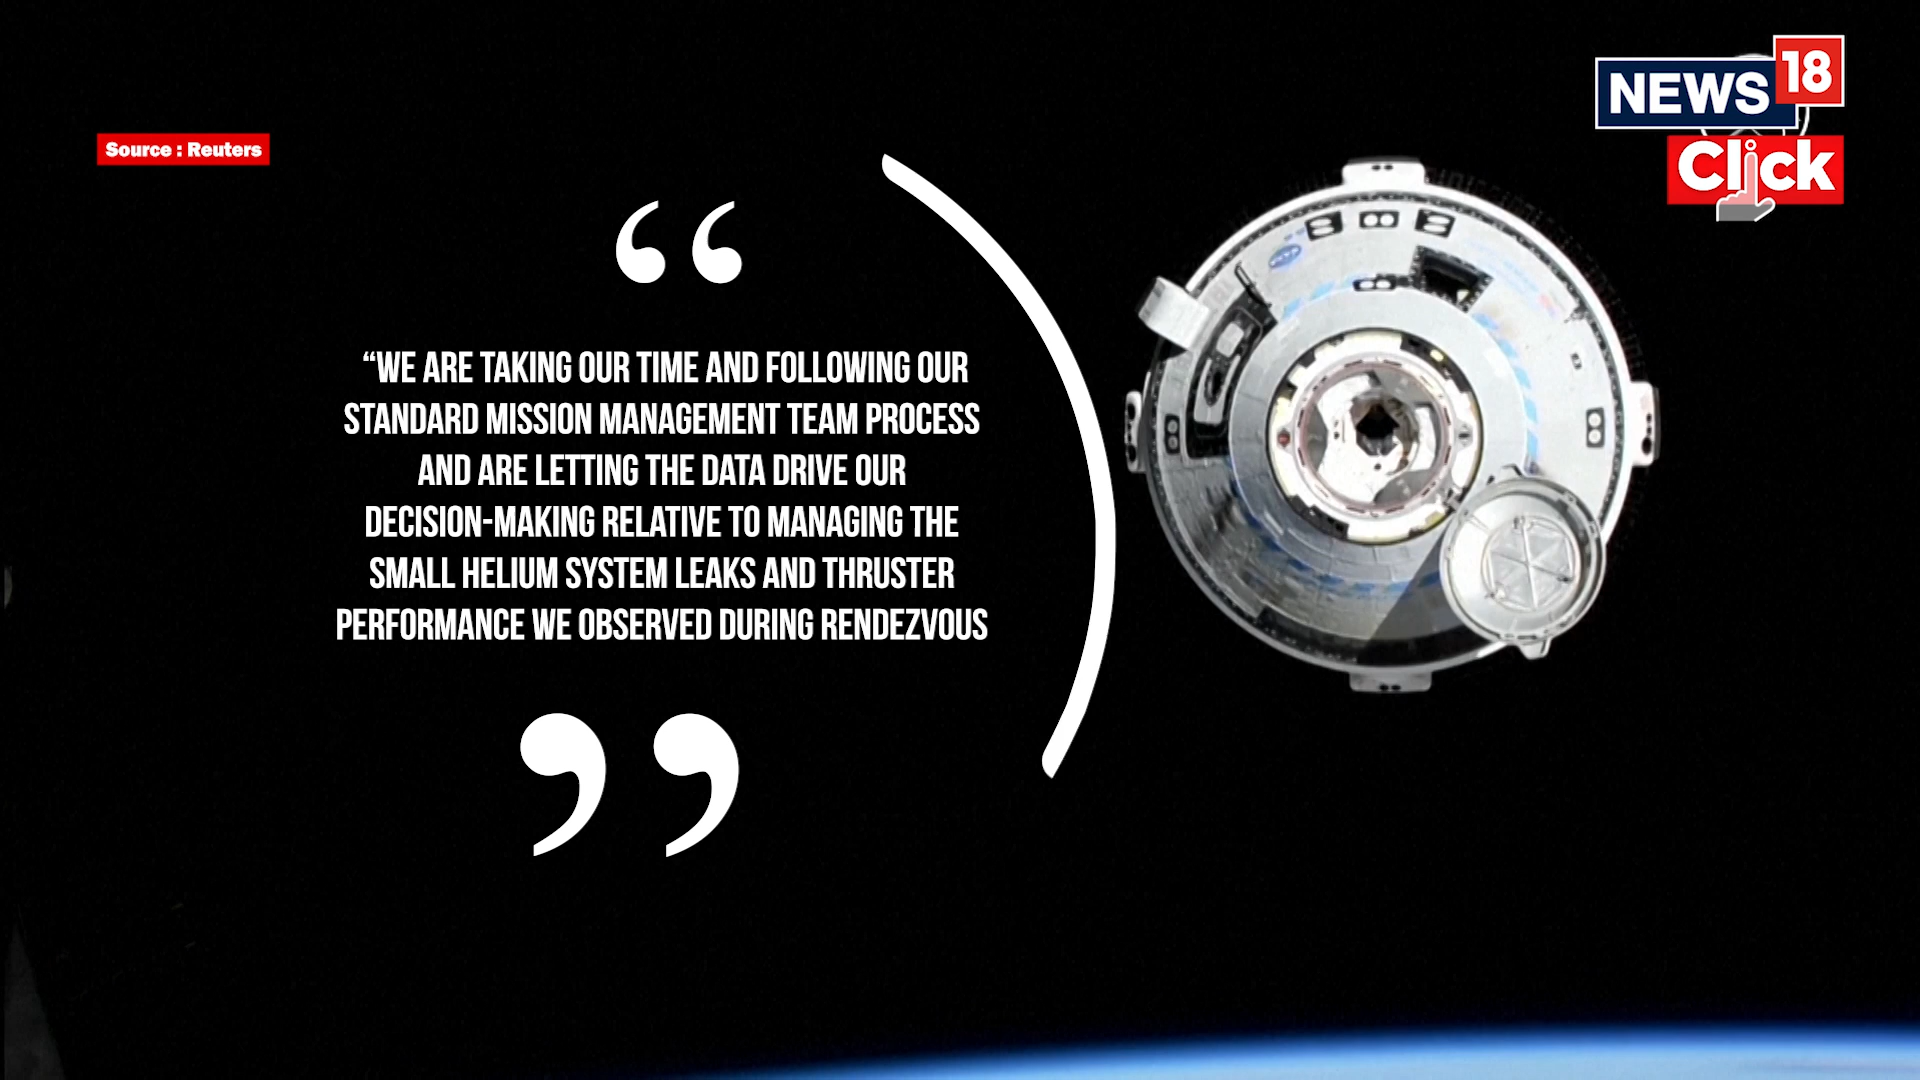 NEWS 18
Click
Source : Reuters
“WE ARE TAKING OUR TIME AND FOLLOWING OUR
STANDARD MISSION MANAGEMENT TEAM PROCESS
AND ARE LETTING THE DATA DRIVE OUR
DECISION-MAKING RELATIVE TO MANAGING THE
SMALL HELIUM SYSTEM LEAKS AND THRUSTER
PERFORMANCE WE OBSERVED DURING RENDEZVOUS